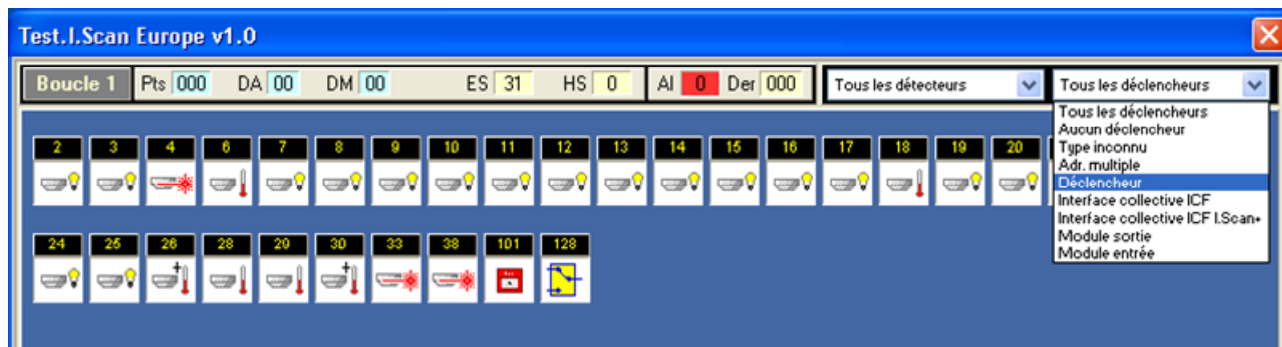 Test.I.Scan Europe v1.0
Boucle 1 Pts 000 DA 00 DM 00 ES 31 HS 0 Al 0 Der 000 Tous les détecteurs Tous les déclencheurs
Tous les déclencheurs
Aucun déclencheur
Type inconnu
Adr. multiple
Déclencheur
Interface collective ICF
Interface collective ICF I.Scan+
Module sortie
Module entrée
2 3 4 6 7 8 9 10 11 12 13 14 15 16 17 18 19 20
24 25 26 28 29 30 33 38 101 128